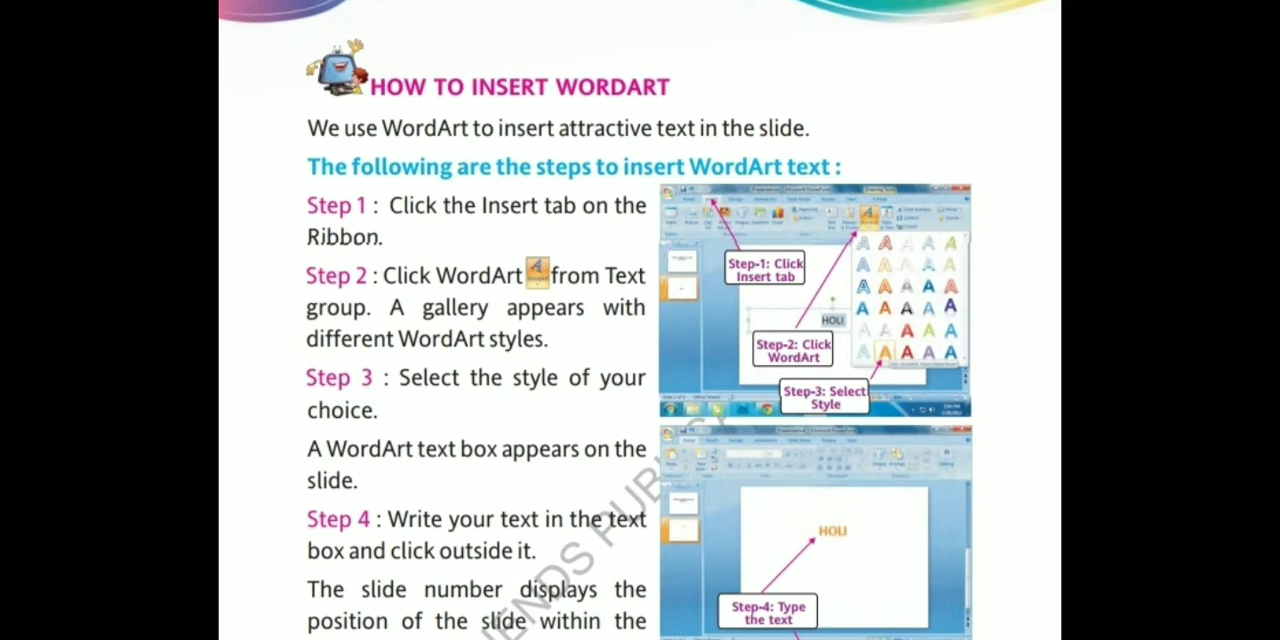 HOW TO INSERT WORDART
We use WordArt to insert attractive text in the slide.
The following are the steps to insert WordArt text :
Step 1 : Click the Insert tab on the
Ribbon.
Step 2 : Click WordArt from Text
group. A gallery appears with
different WordArt styles.
Step 3 : Select the style of your
choice.
A WordArt text box appears on the
slide.
Step 4 : Write your text in the text
box and click outside it.
The slide number displays the
position of the slide within the
Step-1: Click
Insert tab
HOLI
Step-2: Click
WordArt
Step-3: Select
Style
HOLI
Step-4: Type
the text